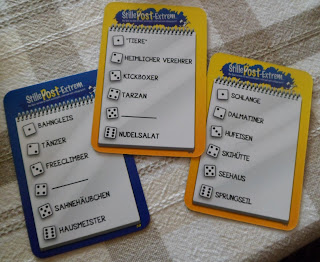 Stille Post-Extrem
BAHNGLEIS
TÄNZER
FREECLIMBER
SAHNEHÄUBCHEN
HAUSMEISTER
Stille Post-Extrem
"TIERE"
HEIMLICHER VEREHRER
KICKBOXER
TARZAN
NUDELSALAT
Stille Post-Extrem
SCHLANGE
DALMATINER
HUFEISEN
SKIHÜTTE
SEEHAUS
SPRUNGSEIL